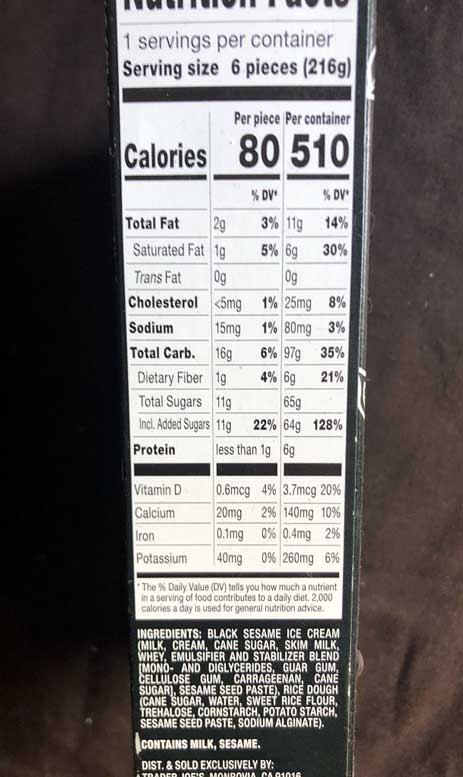 Nutrition Facts
1 servings per container
Serving size 6 pieces (216g)
Per piece Per container
Calories 80 510
% DV* % DV*
Total Fat 2g 3% 11g 14%
Saturated Fat 1g 5% 6g 30%
Trans Fat 0g 0g
Cholesterol <5mg 1% 25mg 8%
Sodium 15mg 1% 80mg 3%
Total Carb. 16g 6% 97g 35%
Dietary Fiber 1g 4% 6g 21%
Total Sugars 11g 65g
Incl. Added Sugars 11g 22% 64g 128%
Protein less than 1g 6g
Vitamin D 0.6mcg 4% 3.7mcg 20%
Calcium 20mg 2% 140mg 10%
Iron 0.1mg 0% 0.4mg 2%
Potassium 40mg 0% 260mg 6%
* The % Daily Value (DV) tells you how much a nutrient
in a serving of food contributes to a daily diet. 2,000
calories a day is used for general nutrition advice.
INGREDIENTS: BLACK SESAME ICE CREAM
(MILK, CREAM, CANE SUGAR, SKIM MILK,
WHEY, EMULSIFIER AND STABILIZER BLEND
[MONO- AND DIGLYCERIDES, GUAR GUM,
CELLULOSE GUM, CARRAGEENAN, CANE
SUGAR], SESAME SEED PASTE), RICE DOUGH
(CANE SUGAR, WATER, SWEET RICE FLOUR,
TREHALOSE, CORNSTARCH, POTATO STARCH,
SESAME SEED PASTE, SODIUM ALGINATE).
CONTAINS MILK, SESAME.
DIST. & SOLD EXCLUSIVELY BY:
TRADER JOE'S, MONROVIA, CA 91016